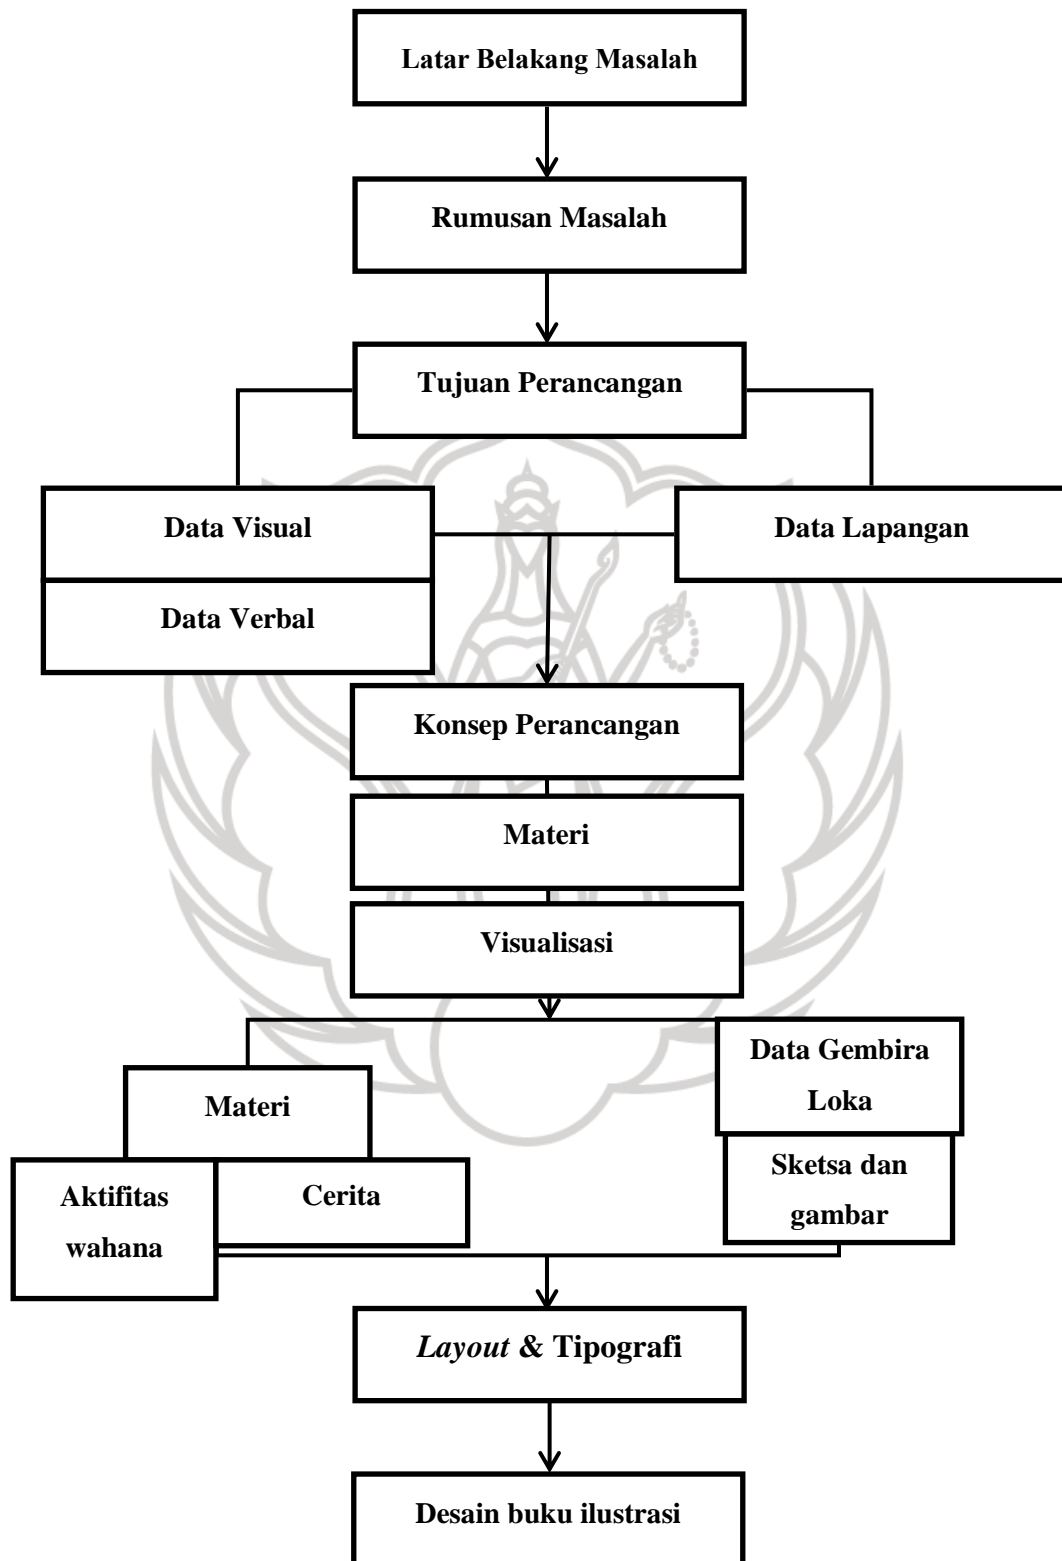 Latar Belakang Masalah
Rumusan Masalah
Tujuan Perancangan
Data Visual
Data Lapangan
Data Verbal
Konsep Perancangan
Materi
Visualisasi
Data Gembira
Loka
Materi
Sketsa dan
gambar
Aktifitas
wahana
Cerita
Layout & Tipografi
Desain buku ilustrasi